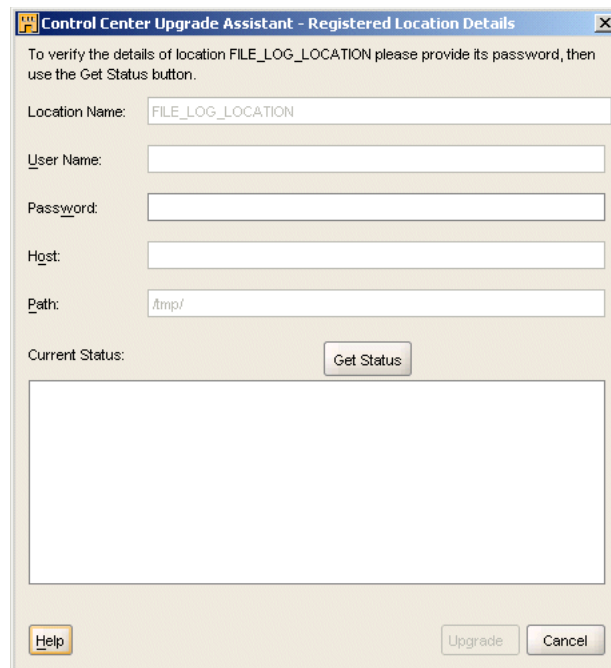 Control Center Upgrade Assistant - Registered Location Details
To verify the details of location FILE_LOG_LOCATION please provide its password, then
use the Get Status button.
Location Name: FILE_LOG_LOCATION
User Name:
Password:
Host:
Path: /tmp/
Current Status: Get Status
Help Upgrade Cancel